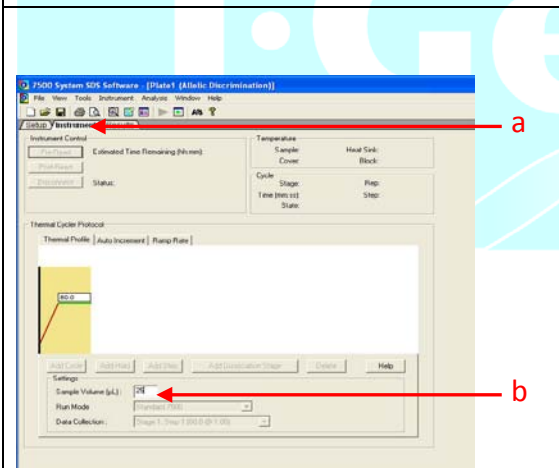 7500 System SDS Software - [Plate1 (Allelic Discrimination)]
File View Tools Instrument Analysis Window Help
Setup Instrument Results
a
Instrument Control
Pre-Read Estimated Time Remaining (hh:mm):
Post-Read
Disconnect Status:
Temperature
Sample: Heat Sink:
Cover: Block:
Cycle
Stage: Rep:
Time (mm:ss): Step:
State:
Thermal Cycler Protocol
Thermal Profile Auto Increment Ramp Rate
60.0
Add Cycle Add Hold Add Step Add Dissociation Stage Delete Help
Settings
Sample Volume (µL) : 25
b
Run Mode Standard 7500
Data Collection : Stage 1, Step 1 (60.0 @ 1:00)